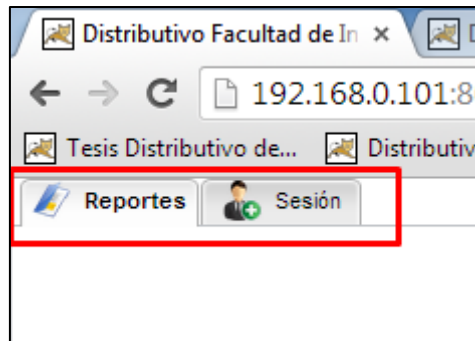 Distributivo Facultad de In
192.168.0.101:8
Tesis Distributivo de... Distributiv
Reportes Sesión